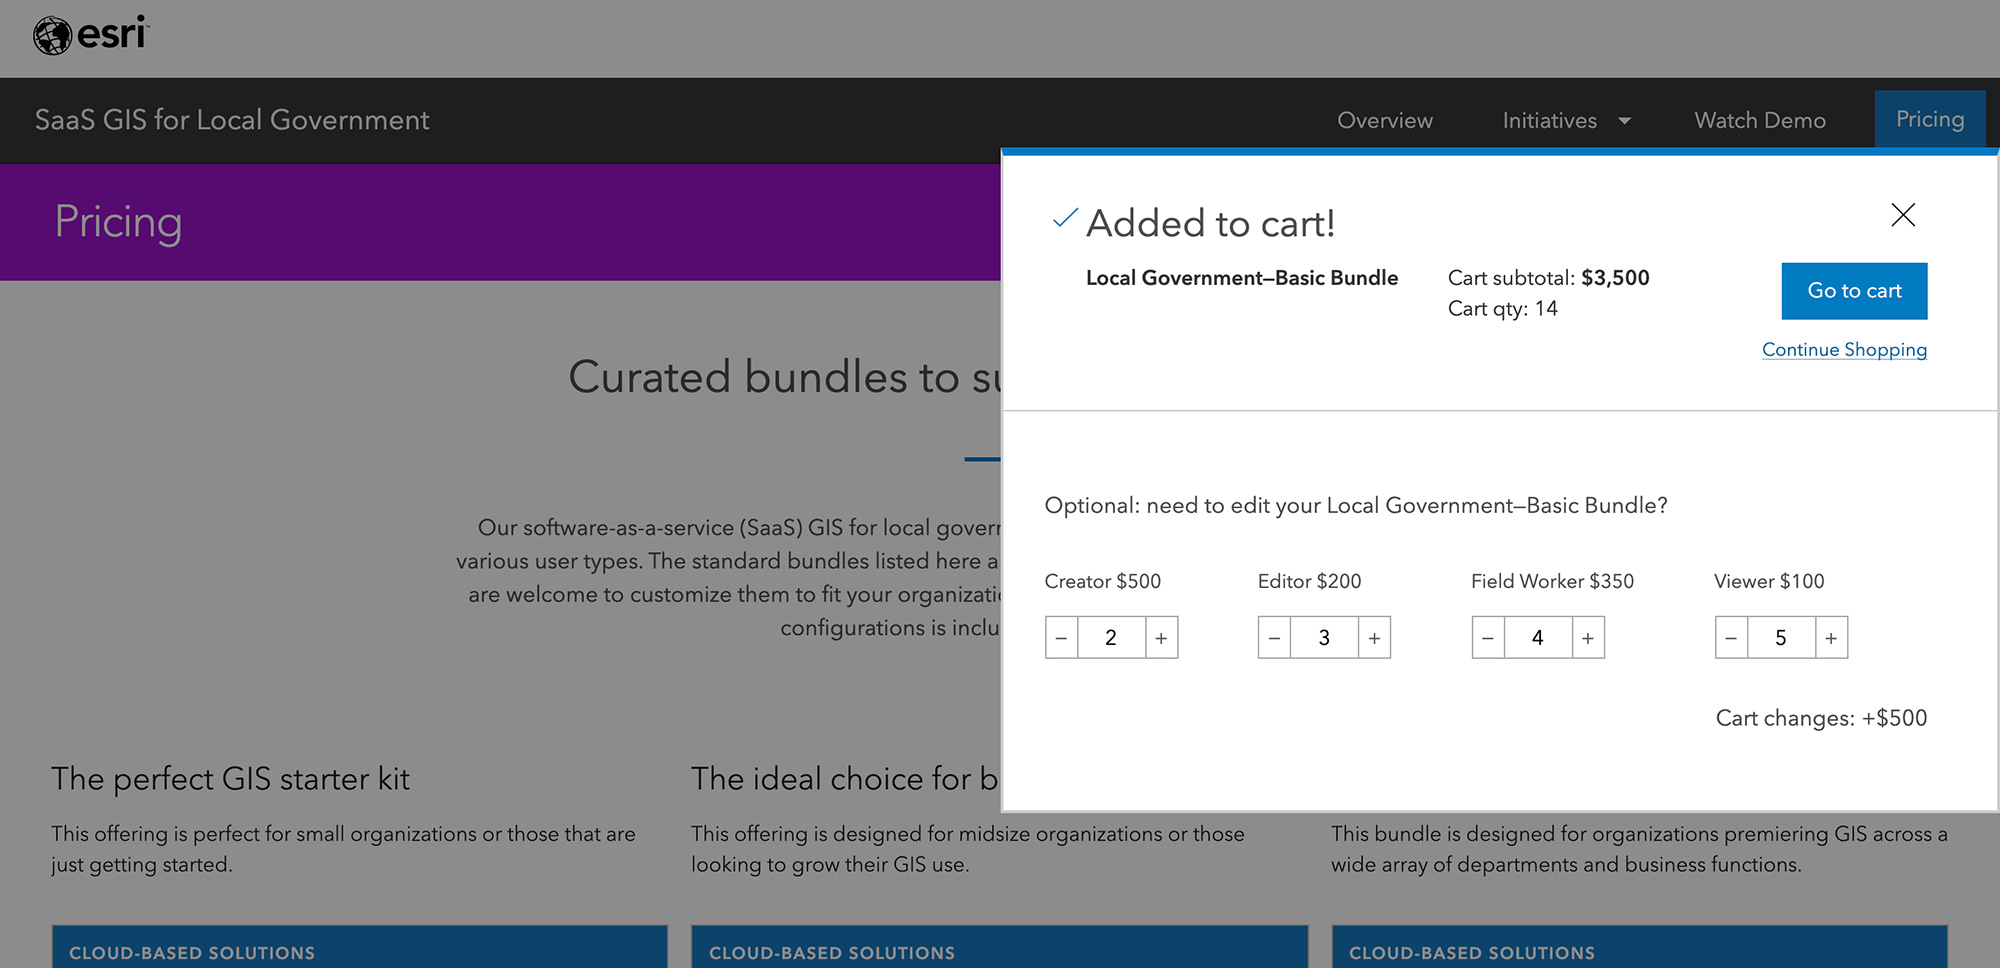 esri
SaaS GIS for Local Government
Overview
Initiatives
Watch Demo
Pricing
Pricing
Added to cart!
Local Government–Basic Bundle
Cart subtotal: $3,500
Cart qty: 14
Go to cart
Continue Shopping
Curated bundles to
Our software-as-a-service (SaaS) GIS for local
various user types. The standard bundles listed here
are welcome to customize them to fit your
configurations is
Optional: need to edit your Local Government–Basic Bundle?
Creator $500
Editor $200
Field Worker $350
Viewer $100
− 2 +
− 3 +
− 4 +
− 5 +
Cart changes: +$500
The perfect GIS starter kit
This offering is perfect for small organizations or those that are
just getting started.
The ideal choice for
This offering is designed for midsize organizations or those
looking to grow their GIS use.
This bundle is designed for organizations premiering GIS across a
wide array of departments and business functions.
CLOUD-BASED SOLUTIONS
CLOUD-BASED SOLUTIONS
CLOUD-BASED SOLUTIONS